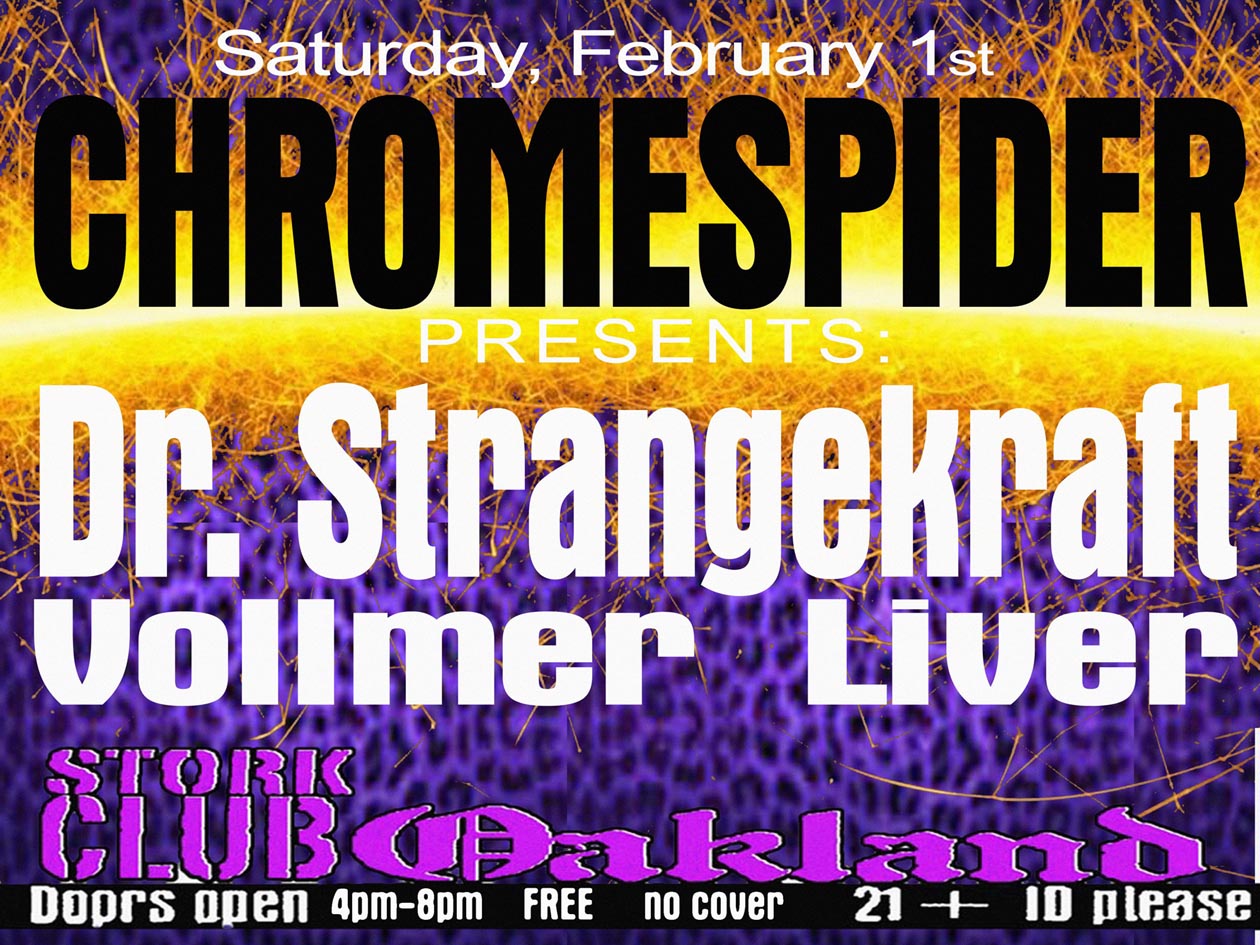 Saturday, February 1st
CHROMESPIDER
PRESENTS:
Dr. Strangekraft
Vollmer Liver
STORK
CLUB Oakland
Doors open 4pm-8pm FREE no cover 21 + ID please